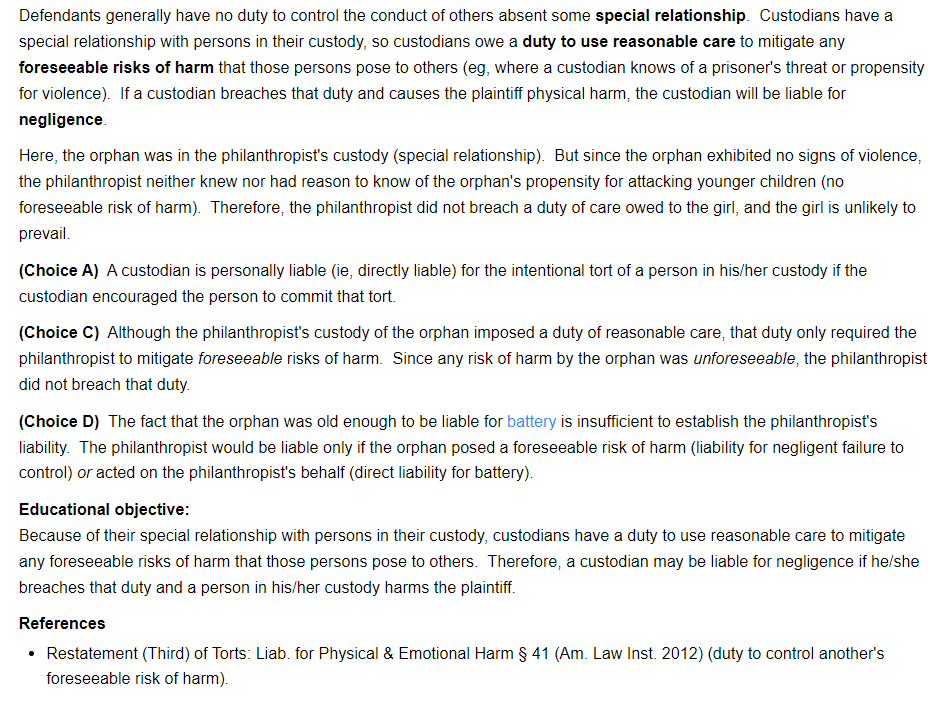 Defendants generally have no duty to control the conduct of others absent some special relationship. Custodians have a
special relationship with persons in their custody, so custodians owe a duty to use reasonable care to mitigate any
foreseeable risks of harm that those persons pose to others (eg, where a custodian knows of a prisoner's threat or propensity
for violence). If a custodian breaches that duty and causes the plaintiff physical harm, the custodian will be liable for
negligence.
Here, the orphan was in the philanthropist's custody (special relationship). But since the orphan exhibited no signs of violence,
the philanthropist neither knew nor had reason to know of the orphan's propensity for attacking younger children (no
foreseeable risk of harm). Therefore, the philanthropist did not breach a duty of care owed to the girl, and the girl is unlikely to
prevail.
(Choice A) A custodian is personally liable (ie, directly liable) for the intentional tort of a person in his/her custody if the
custodian encouraged the person to commit that tort.
(Choice C) Although the philanthropist's custody of the orphan imposed a duty of reasonable care, that duty only required the
philanthropist to mitigate foreseeable risks of harm. Since any risk of harm by the orphan was unforeseeable, the philanthropist
did not breach that duty.
(Choice D) The fact that the orphan was old enough to be liable for battery is insufficient to establish the philanthropist's
liability. The philanthropist would be liable only if the orphan posed a foreseeable risk of harm (liability for negligent failure to
control) or acted on the philanthropist's behalf (direct liability for battery).
Educational objective:
Because of their special relationship with persons in their custody, custodians have a duty to use reasonable care to mitigate
any foreseeable risks of harm that those persons pose to others. Therefore, a custodian may be liable for negligence if he/she
breaches that duty and a person in his/her custody harms the plaintiff.
References
• Restatement (Third) of Torts: Liab. for Physical & Emotional Harm § 41 (Am. Law Inst. 2012) (duty to control another's
foreseeable risk of harm).